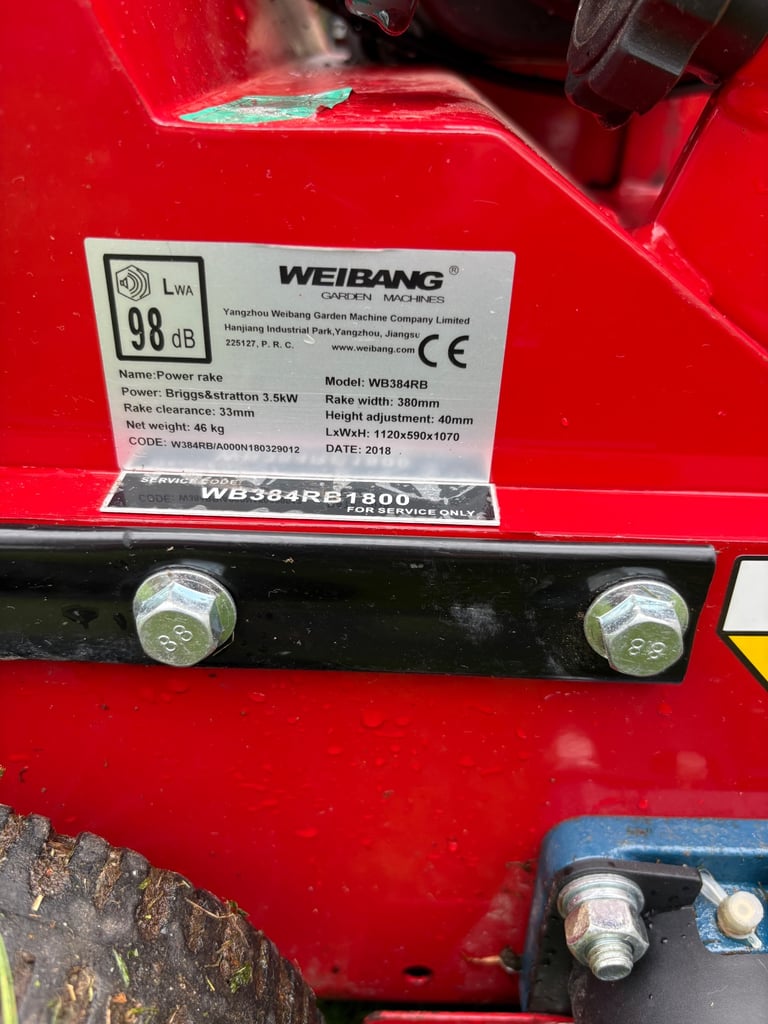 LWA
98 dB
WEIBANG®
GARDEN MACHINES
Yangzhou Weibang Garden Machine Company Limited
Hanjiang Industrial Park,Yangzhou, Jiangsu
225127, P. R. C. www.weibang.com
CE
Name:Power rake
Power: Briggs&stratton 3.5kW
Rake clearance: 33mm
Net weight: 46 kg
CODE: W384RB/A000N180329012
Model: WB384RB
Rake width: 380mm
Height adjustment: 40mm
LxWxH: 1120x590x1070
DATE: 2018
SERVICE CODE:
CODE:
WB384RB1800
FOR SERVICE ONLY
8.8
8.8